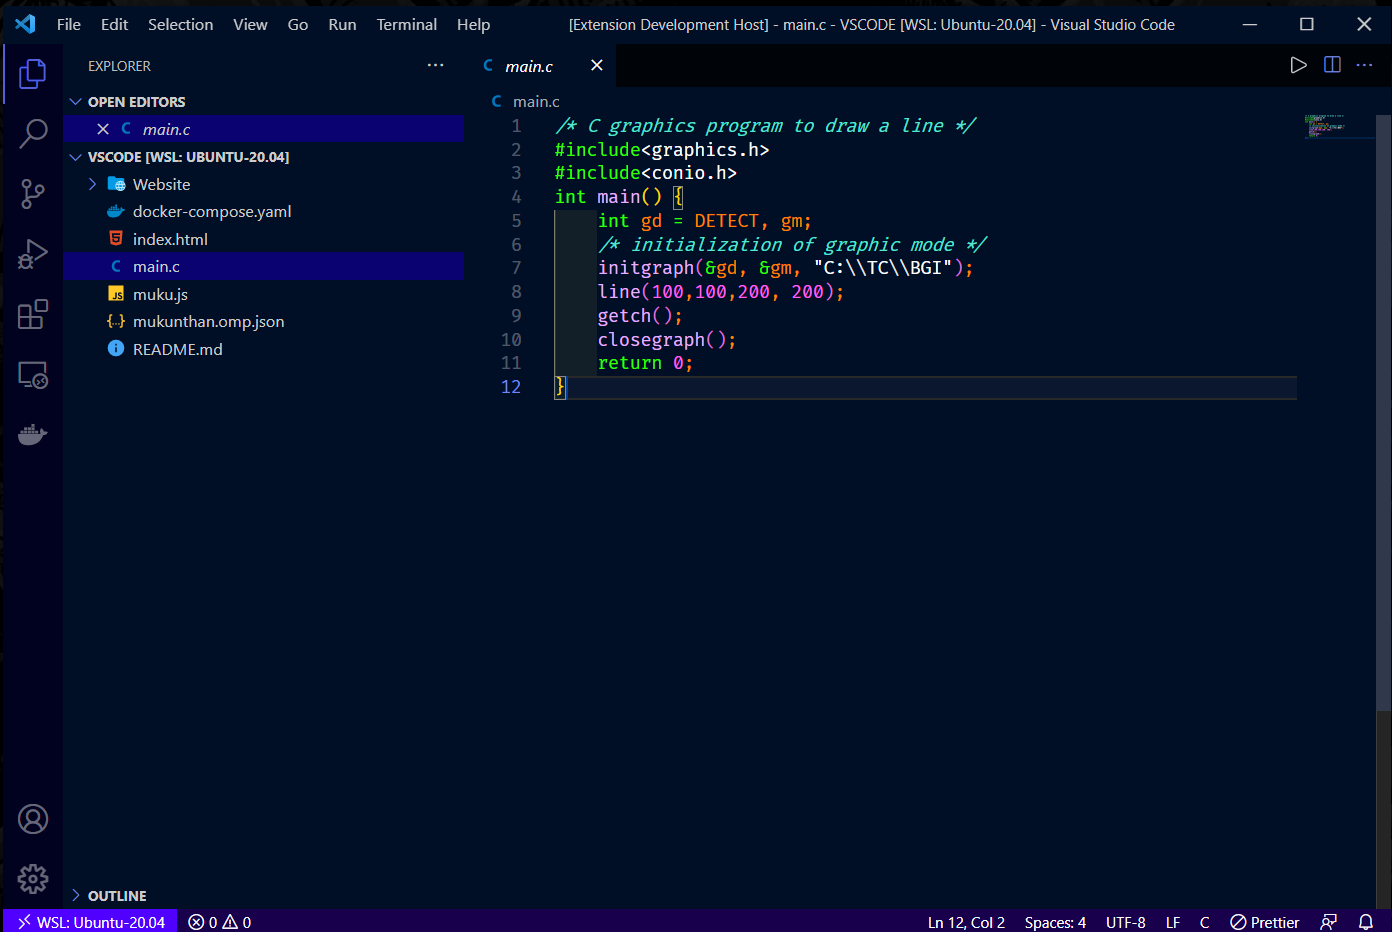 File Edit Selection View Go Run Terminal Help [Extension Development Host] - main.c - VSCODE [WSL: Ubuntu-20.04] - Visual Studio Code
EXPLORER
OPEN EDITORS
C main.c
VSCODE [WSL: UBUNTU-20.04]
Website
docker-compose.yaml
index.html
C main.c
JS muku.js
{..} mukunthan.omp.json
README.md
OUTLINE
C main.c
C main.c
1 /* C graphics program to draw a line */
2 #include<graphics.h>
3 #include<conio.h>
4 int main() {
5 int gd = DETECT, gm;
6 /* initialization of graphic mode */
7 initgraph(&gd, &gm, "C:\\TC\\BGI");
8 line(100,100,200, 200);
9 getch();
10 closegraph();
11 return 0;
12 }
WSL: Ubuntu-20.04 0 0 Ln 12, Col 2 Spaces: 4 UTF-8 LF C Prettier